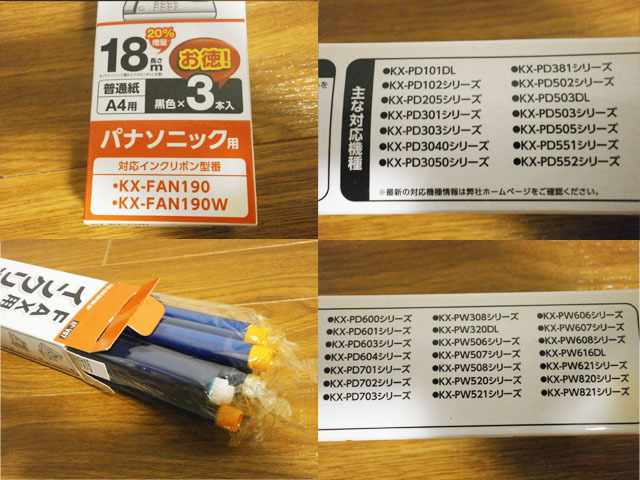 20%
増量
18m
長さ
お徳!
普通紙
A4用
黒色×3本入
パナソニック用
対応インクリボン型番
•KX-FAN190
•KX-FAN190W
主な対応機種
●KX-PD101DL
●KX-PD102シリーズ
●KX-PD205シリーズ
●KX-PD301シリーズ
●KX-PD303シリーズ
●KX-PD3040シリーズ
●KX-PD3050シリーズ
●KX-PD381シリーズ
●KX-PD502シリーズ
●KX-PD503DL
●KX-PD503シリーズ
●KX-PD505シリーズ
●KX-PD551シリーズ
●KX-PD552シリーズ
※最新の対応機種情報は弊社ホームページをご確認ください。
FAX用
インクリ
●KX-PD600シリーズ
●KX-PD601シリーズ
●KX-PD603シリーズ
●KX-PD604シリーズ
●KX-PD701シリーズ
●KX-PD702シリーズ
●KX-PD703シリーズ
●KX-PW308シリーズ
●KX-PW320DL
●KX-PW506シリーズ
●KX-PW507シリーズ
●KX-PW508シリーズ
●KX-PW520シリーズ
●KX-PW521シリーズ
●KX-PW606シリーズ
●KX-PW607シリーズ
●KX-PW608シリーズ
●KX-PW616DL
●KX-PW621シリーズ
●KX-PW820シリーズ
●KX-PW821シリーズ